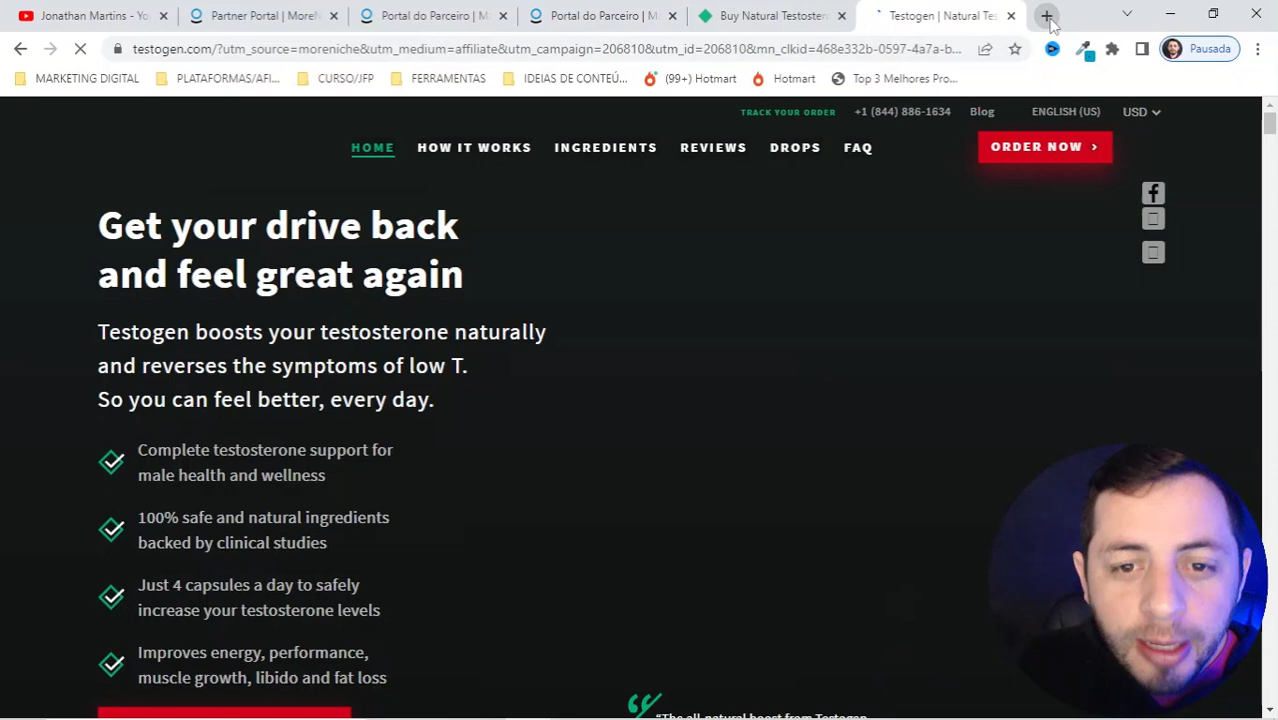 Jonathan Martins - Yo
Partner Portal | MoreNi
Portal do Parceiro | M
Portal do Parceiro | M
Buy Natural Testoster
Testogen | Natural Tes
testogen.com/?utm_source=moreniche&utm_medium=affiliate&utm_campaign=206810&utm_id=206810&mn_clkid=468e332b-0597-4a7a-b...
Pausada
MARKETING DIGITAL
PLATAFORMAS/AFI...
CURSO/JFP
FERRAMENTAS
IDEIAS DE CONTEÚ...
(99+) Hotmart
Hotmart
Top 3 Melhores Pro...
TRACK YOUR ORDER
+1 (844) 886-1634
Blog
ENGLISH (US)
USD
HOME
HOW IT WORKS
INGREDIENTS
REVIEWS
DROPS
FAQ
ORDER NOW >
Get your drive back
and feel great again
Testogen boosts your testosterone naturally
and reverses the symptoms of low T.
So you can feel better, every day.
Complete testosterone support for
male health and wellness
100% safe and natural ingredients
backed by clinical studies
Just 4 capsules a day to safely
increase your testosterone levels
Improves energy, performance,
muscle growth, libido and fat loss
"The all-natural boost from Testogen